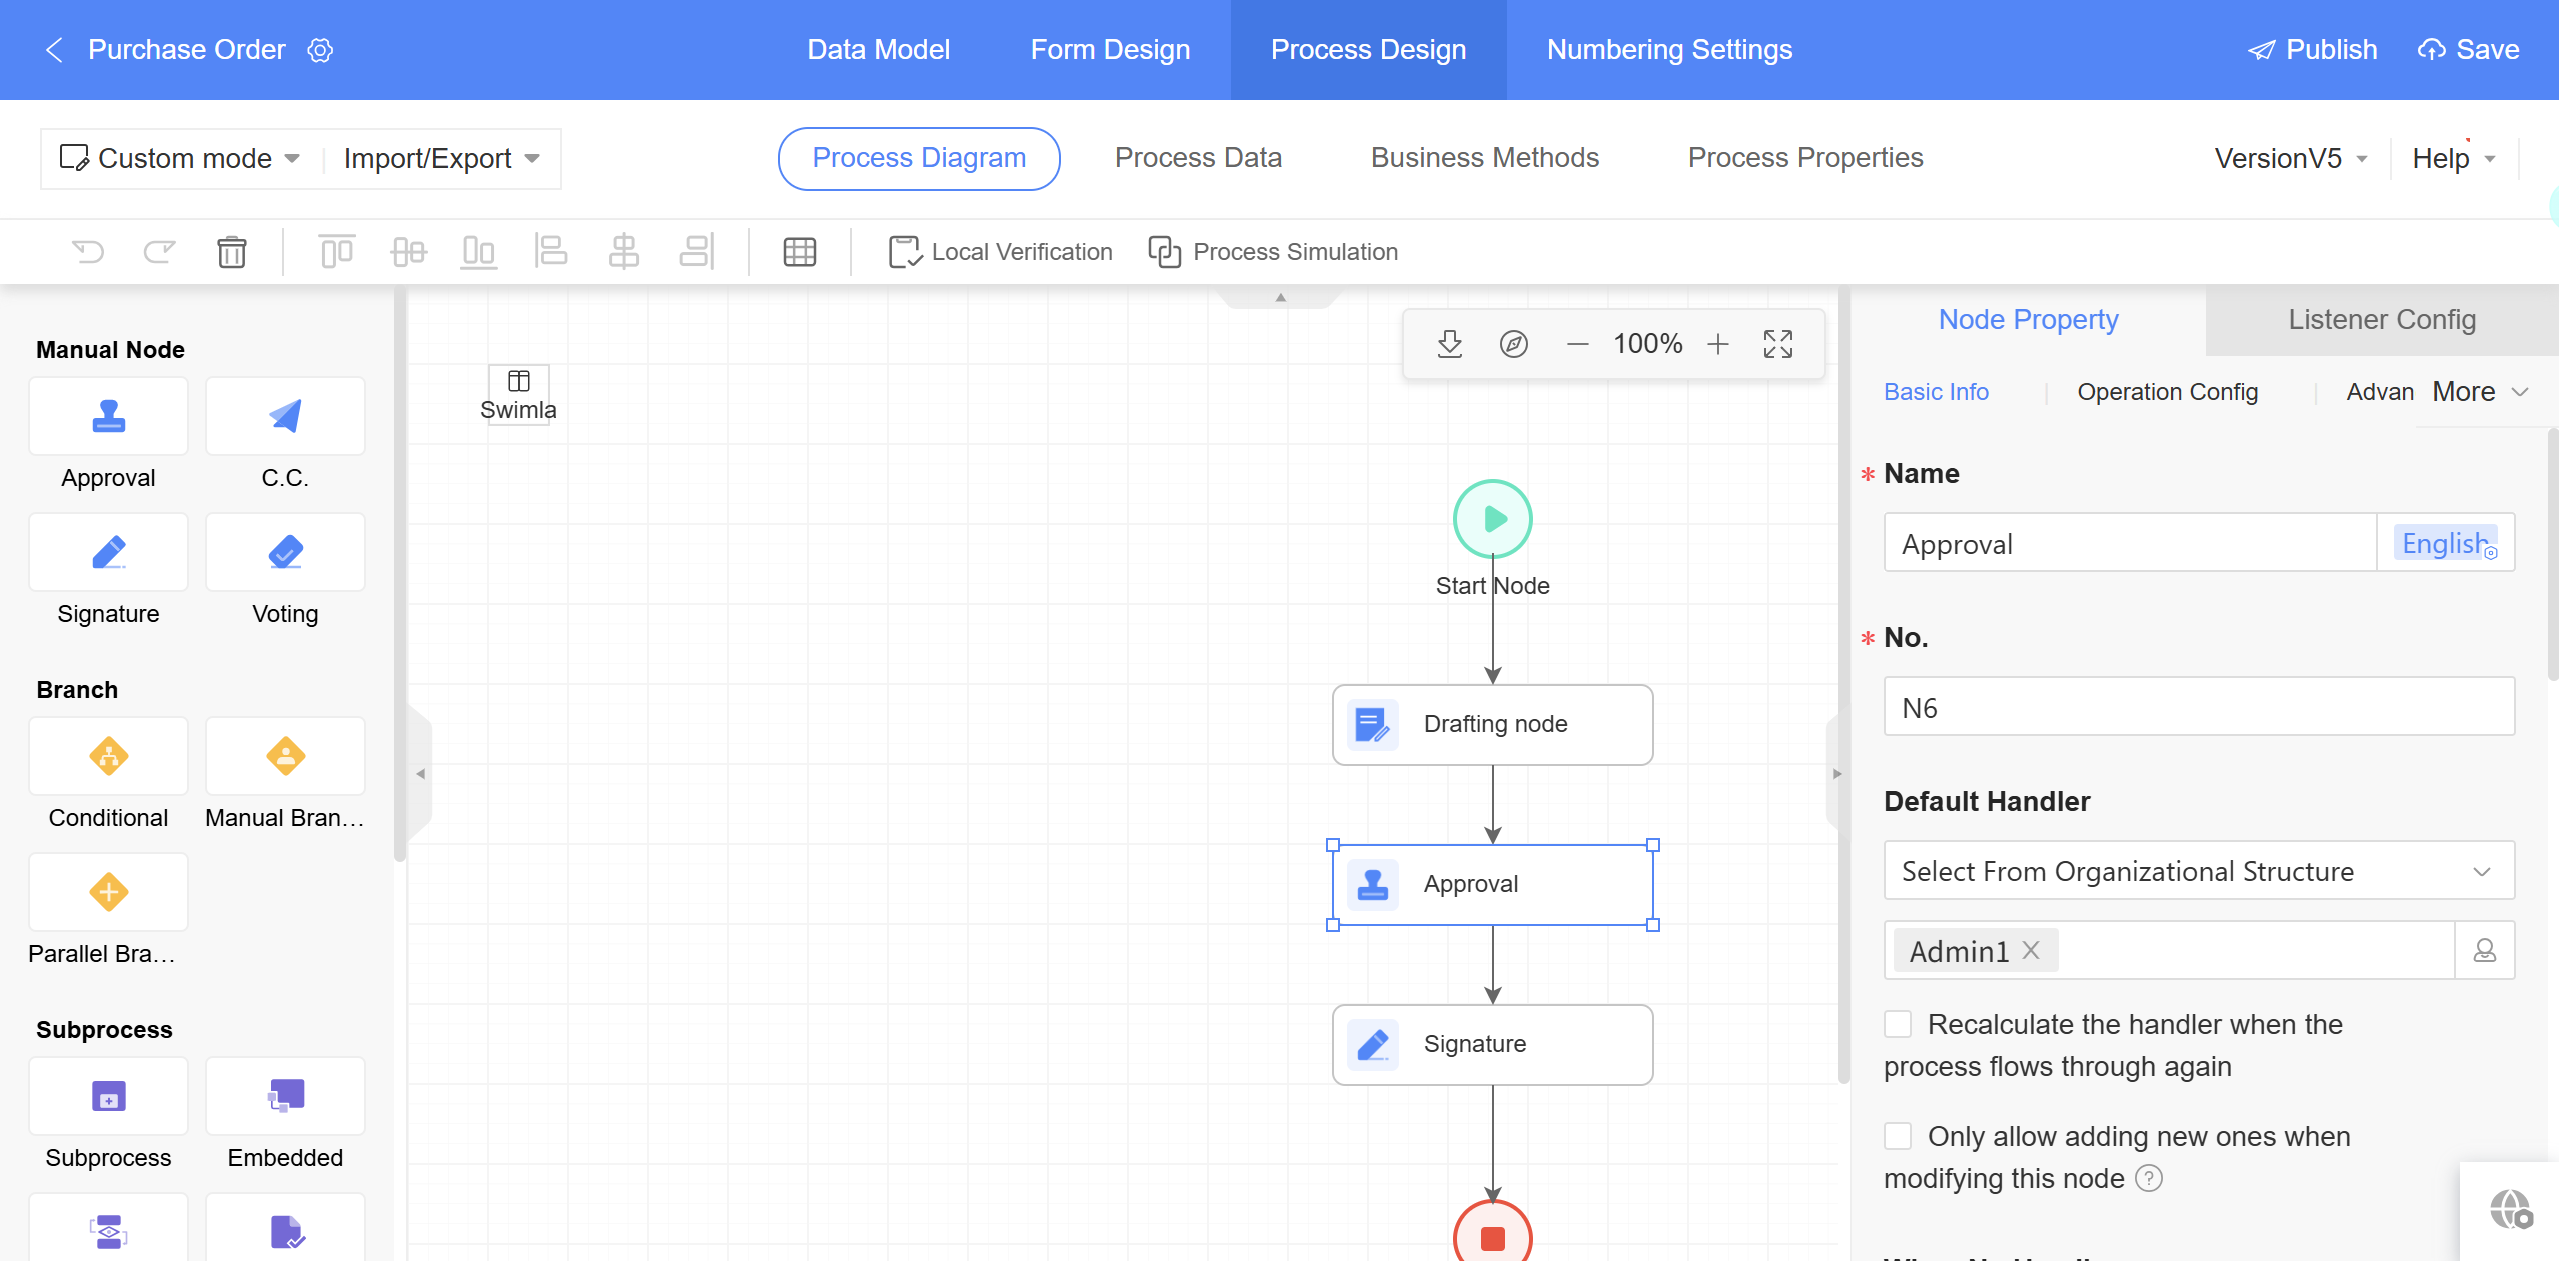 Purchase Order
Data Model
Form Design
Process Design
Numbering Settings
Publish
Save
Custom mode
Import/Export
Process Diagram
Process Data
Business Methods
Process Properties
VersionV5
Help
Local Verification
Process Simulation
Manual Node
Approval
C.C.
Signature
Voting
Branch
Conditional
Manual Bran...
Parallel Bra...
Subprocess
Subprocess
Embedded
Swimla
100%
Start Node
Drafting node
Approval
Signature
Node Property
Listener Config
Basic Info
Operation Config
Advan
More
* Name
Approval
English
* No.
N6
Default Handler
Select From Organizational Structure
Admin1
Recalculate the handler when the
process flows through again
Only allow adding new ones when
modifying this node ?